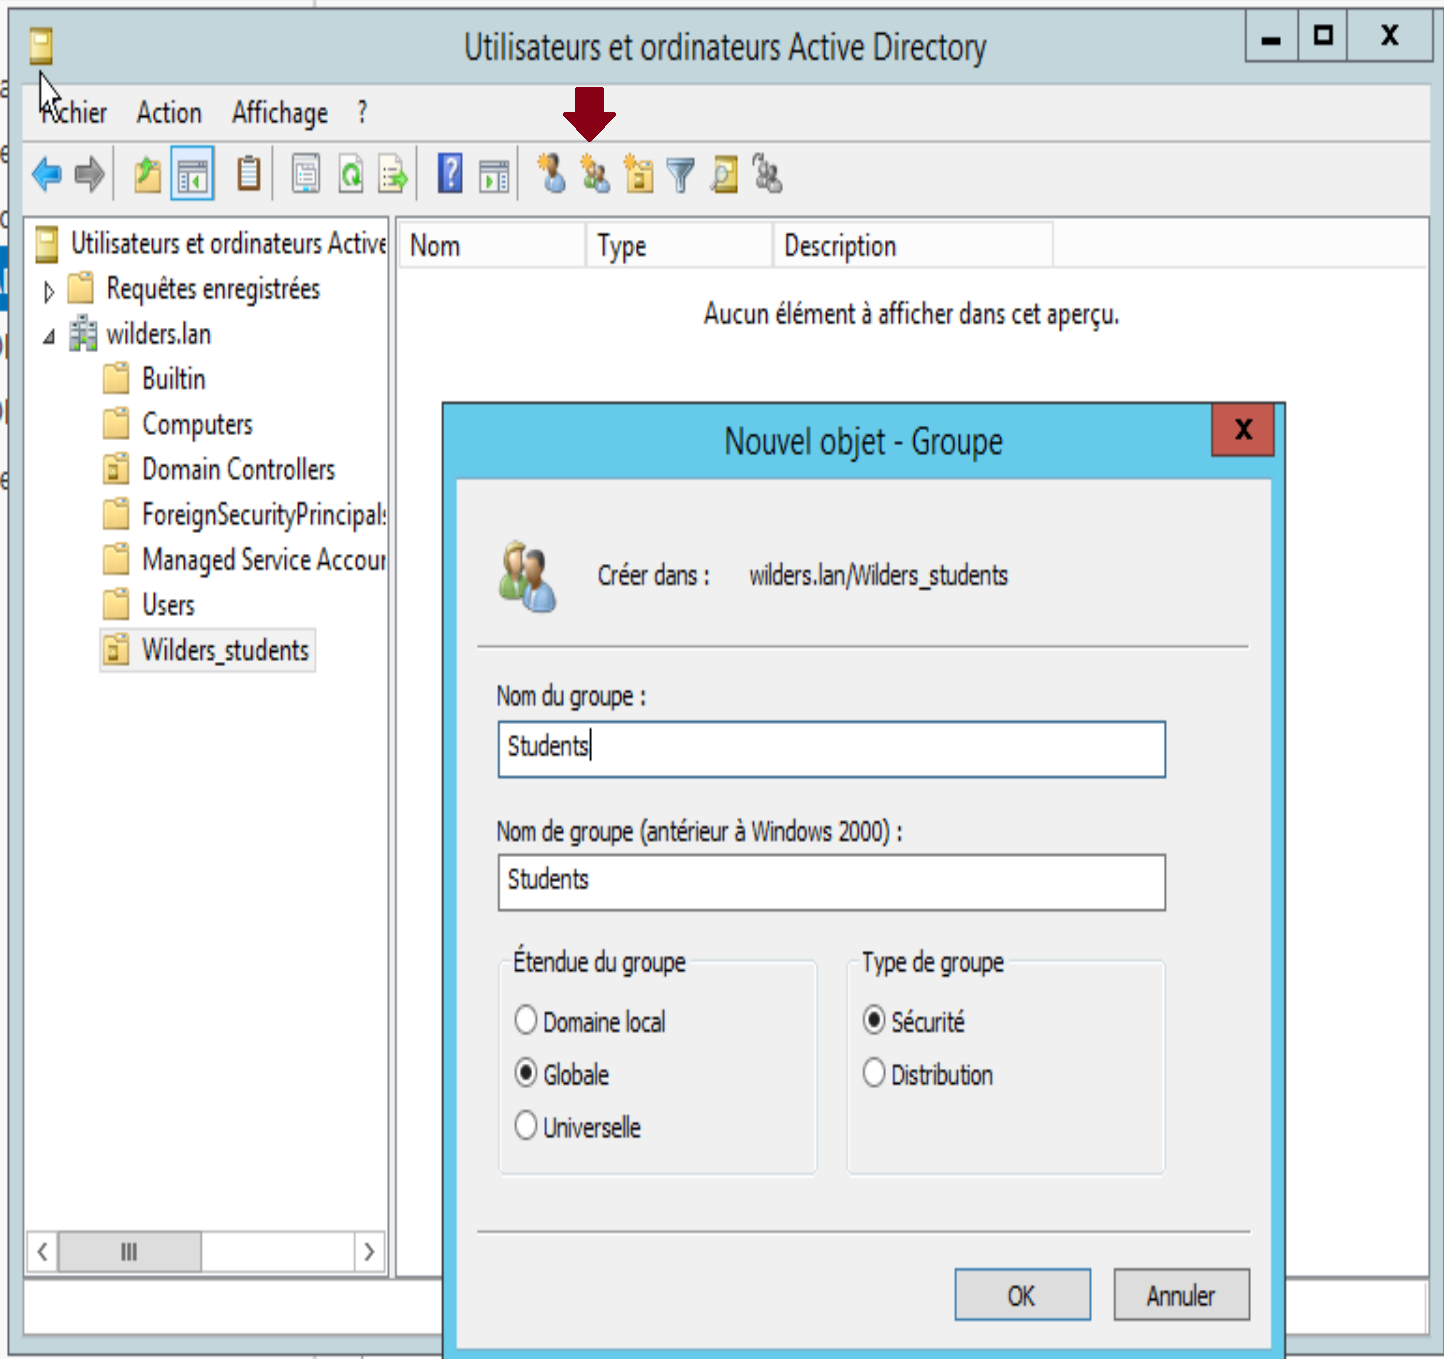 Utilisateurs et ordinateurs Active Directory
Fichier Action Affichage ?
Utilisateurs et ordinateurs Active
Requêtes enregistrées
wilders.lan
Builtin
Computers
Domain Controllers
ForeignSecurityPrincipals
Managed Service Accour
Users
Wilders_students
Nom Type Description
Aucun élément à afficher dans cet aperçu.
Nouvel objet - Groupe
Créer dans : wilders.lan/Wilders_students
Nom du groupe :
Students
Nom de groupe (antérieur à Windows 2000) :
Students
Étendue du groupe
Domaine local
Globale
Universelle
Type de groupe
Sécurité
Distribution
OK Annuler